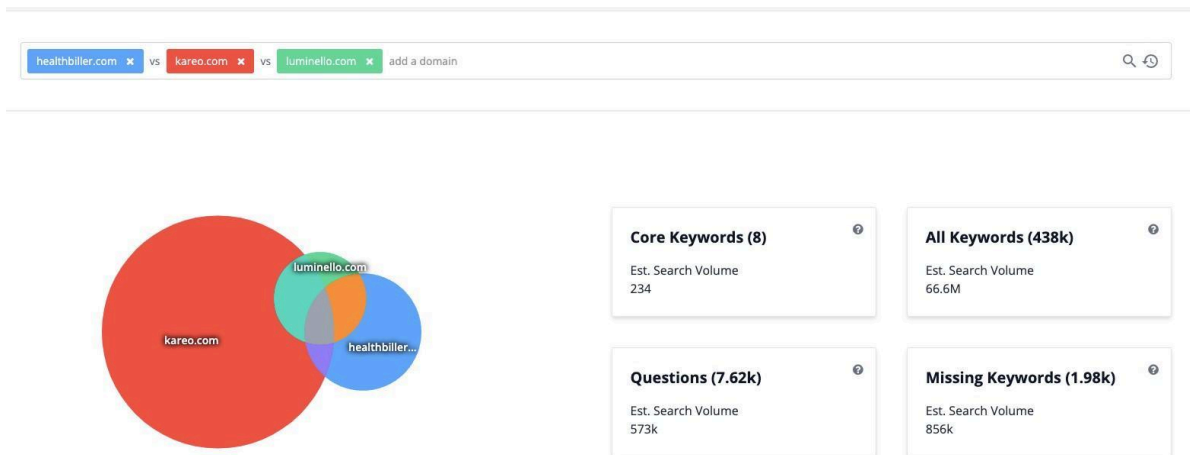 healthbiller.com × vs kareo.com × vs luminello.com × add a domain
luminello.com
kareo.com
healthbiller...
Core Keywords (8)
Est. Search Volume
234
All Keywords (438k)
Est. Search Volume
66.6M
Questions (7.62k)
Est. Search Volume
573k
Missing Keywords (1.98k)
Est. Search Volume
856k